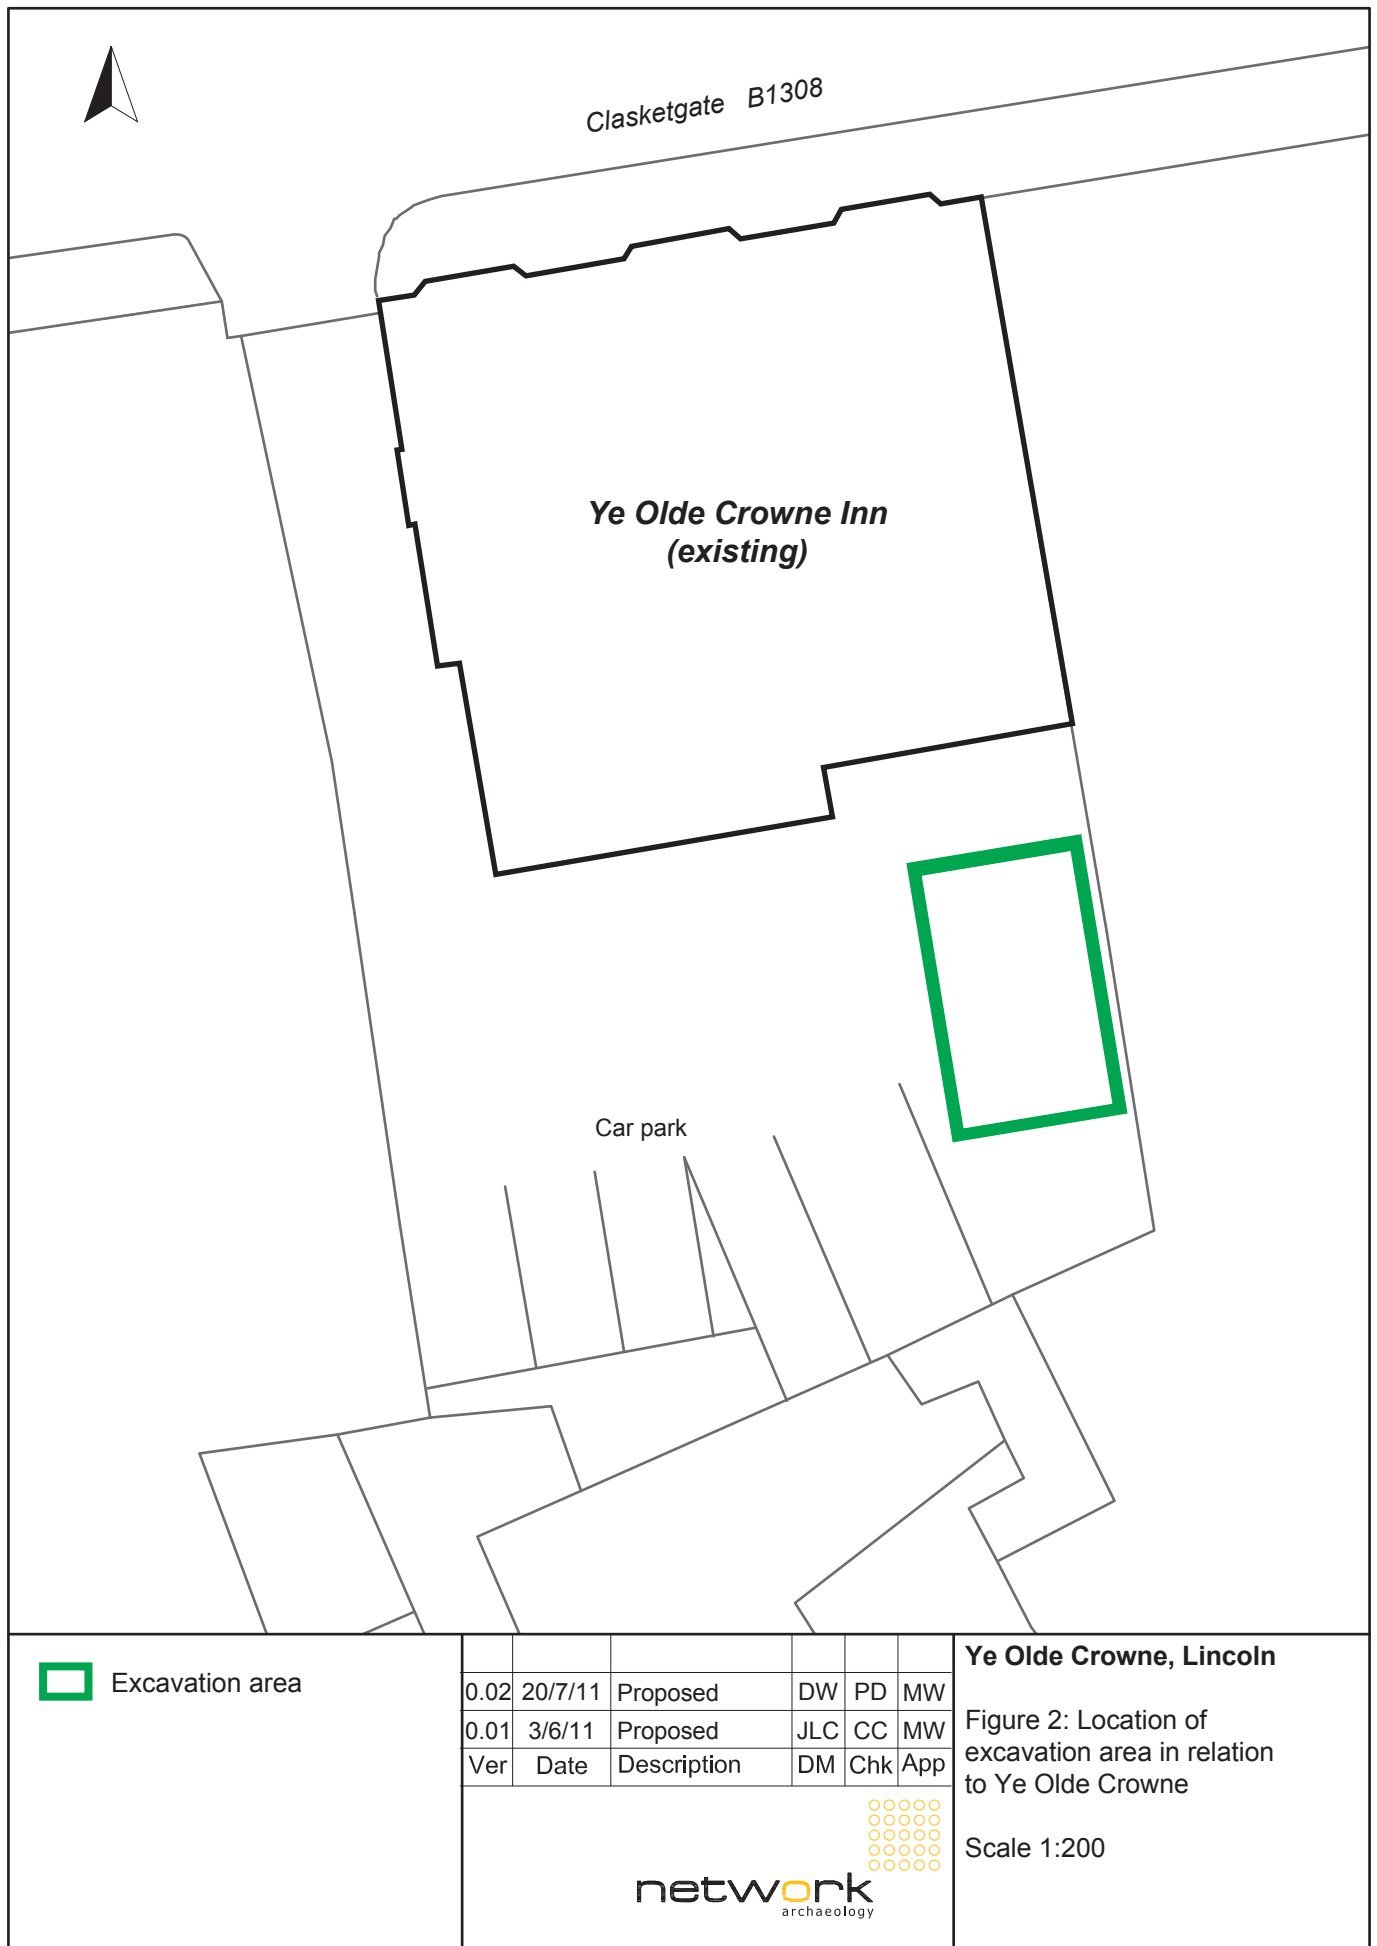 Clasketgate B1308
Ye Olde Crowne Inn
(existing)
Car park
Excavation area
0.02 20/7/11 Proposed DW PD MW
0.01 3/6/11 Proposed JLC CC MW
Ver Date Description DM Chk App
network
archaeology
Ye Olde Crowne, Lincoln
Figure 2: Location of
excavation area in relation
to Ye Olde Crowne
Scale 1:200